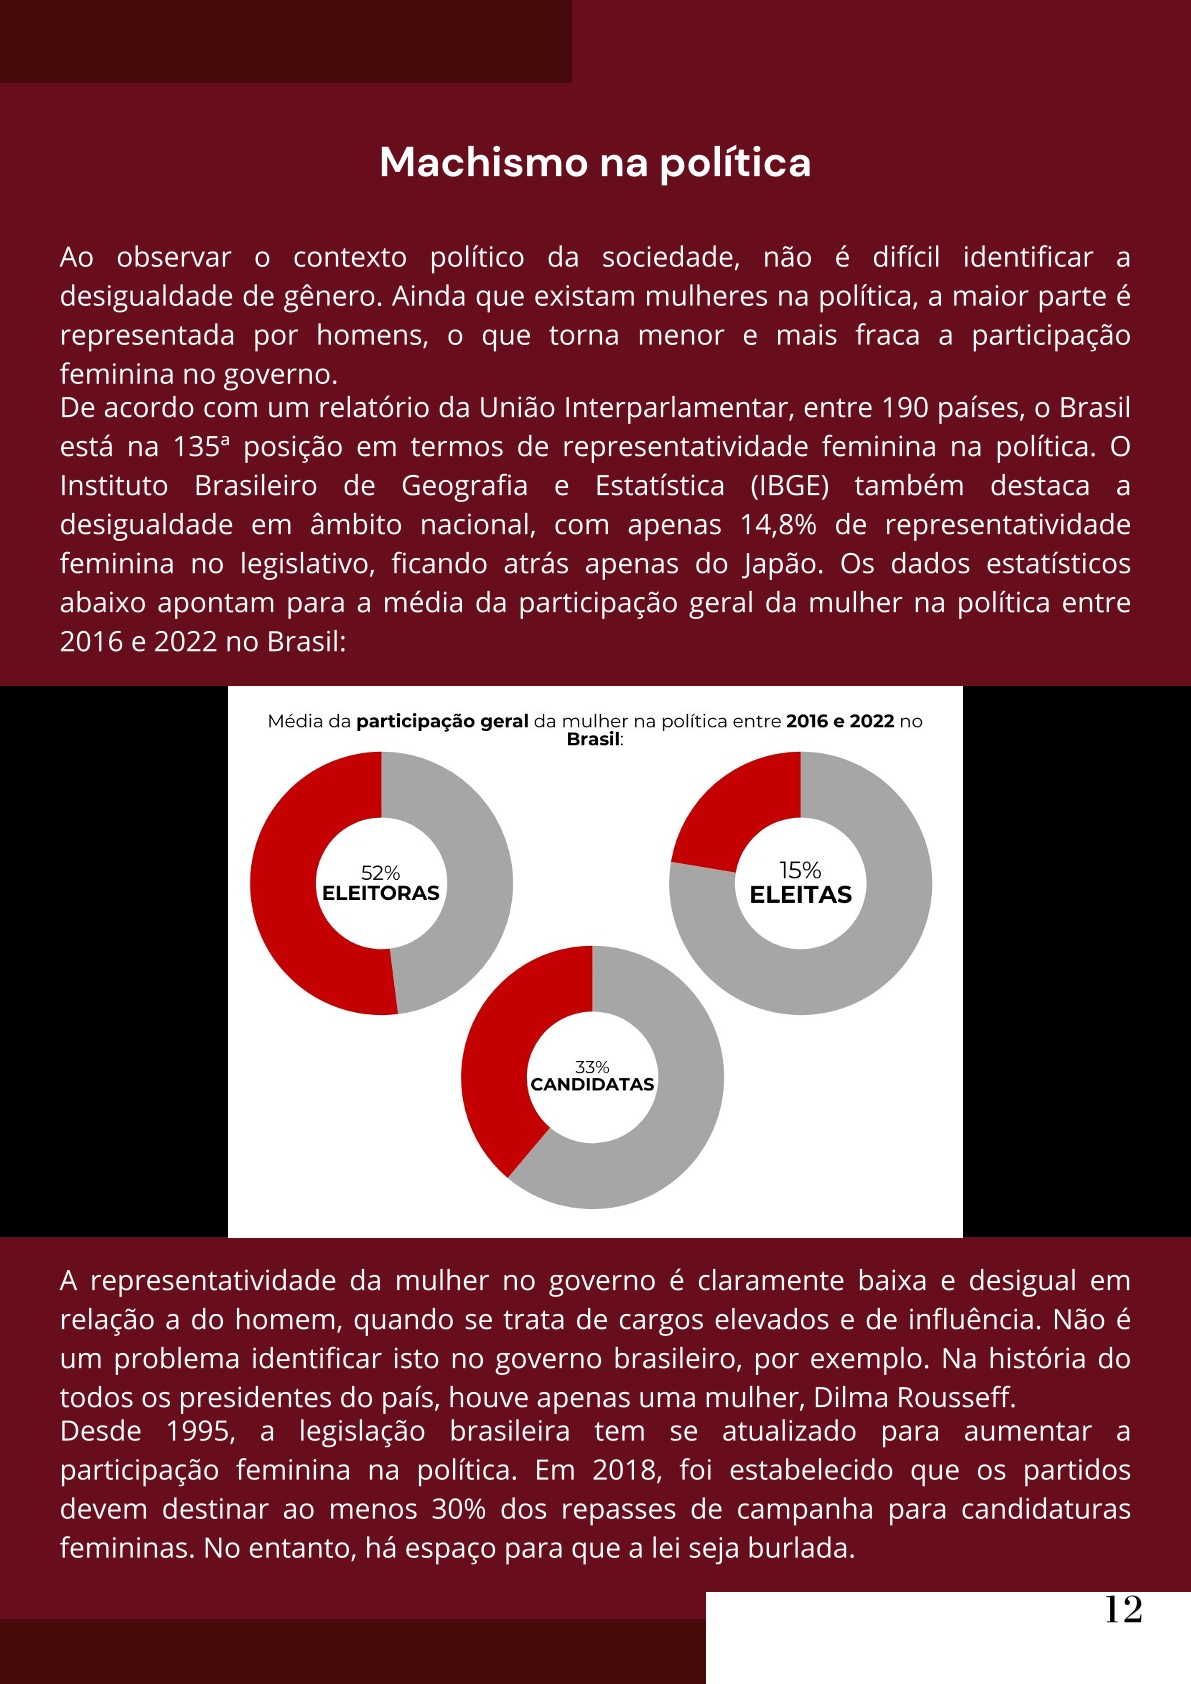 Machismo na política
Ao observar o contexto político da sociedade, não é difícil identificar a
desigualdade de gênero. Ainda que existam mulheres na política, a maior parte é
representada por homens, o que torna menor e mais fraca a participação
feminina no governo.
De acordo com um relatório da União Interparlamentar, entre 190 países, o Brasil
está na 135ª posição em termos de representatividade feminina na política. O
Instituto Brasileiro de Geografia e Estatística (IBGE) também destaca a
desigualdade em âmbito nacional, com apenas 14,8% de representatividade
feminina no legislativo, ficando atrás apenas do Japão. Os dados estatísticos
abaixo apontam para a média da participação geral da mulher na política entre
2016 e 2022 no Brasil:
Média da participação geral da mulher na política entre 2016 e 2022 no
Brasil:
52%
ELEITORAS
15%
ELEITAS
33%
CANDIDATAS
A representatividade da mulher no governo é claramente baixa e desigual em
relação a do homem, quando se trata de cargos elevados e de influência. Não é
um problema identificar isto no governo brasileiro, por exemplo. Na história do
todos os presidentes do país, houve apenas uma mulher, Dilma Rousseff.
Desde 1995, a legislação brasileira tem se atualizado para aumentar a
participação feminina na política. Em 2018, foi estabelecido que os partidos
devem destinar ao menos 30% dos repasses de campanha para candidaturas
femininas. No entanto, há espaço para que a lei seja burlada.
12